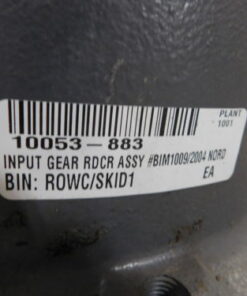 PLANT
1001
10053-883
INPUT GEAR RDCR ASSY #BIM1009/2004 NORD
BIN: ROWC/SKID1 EA